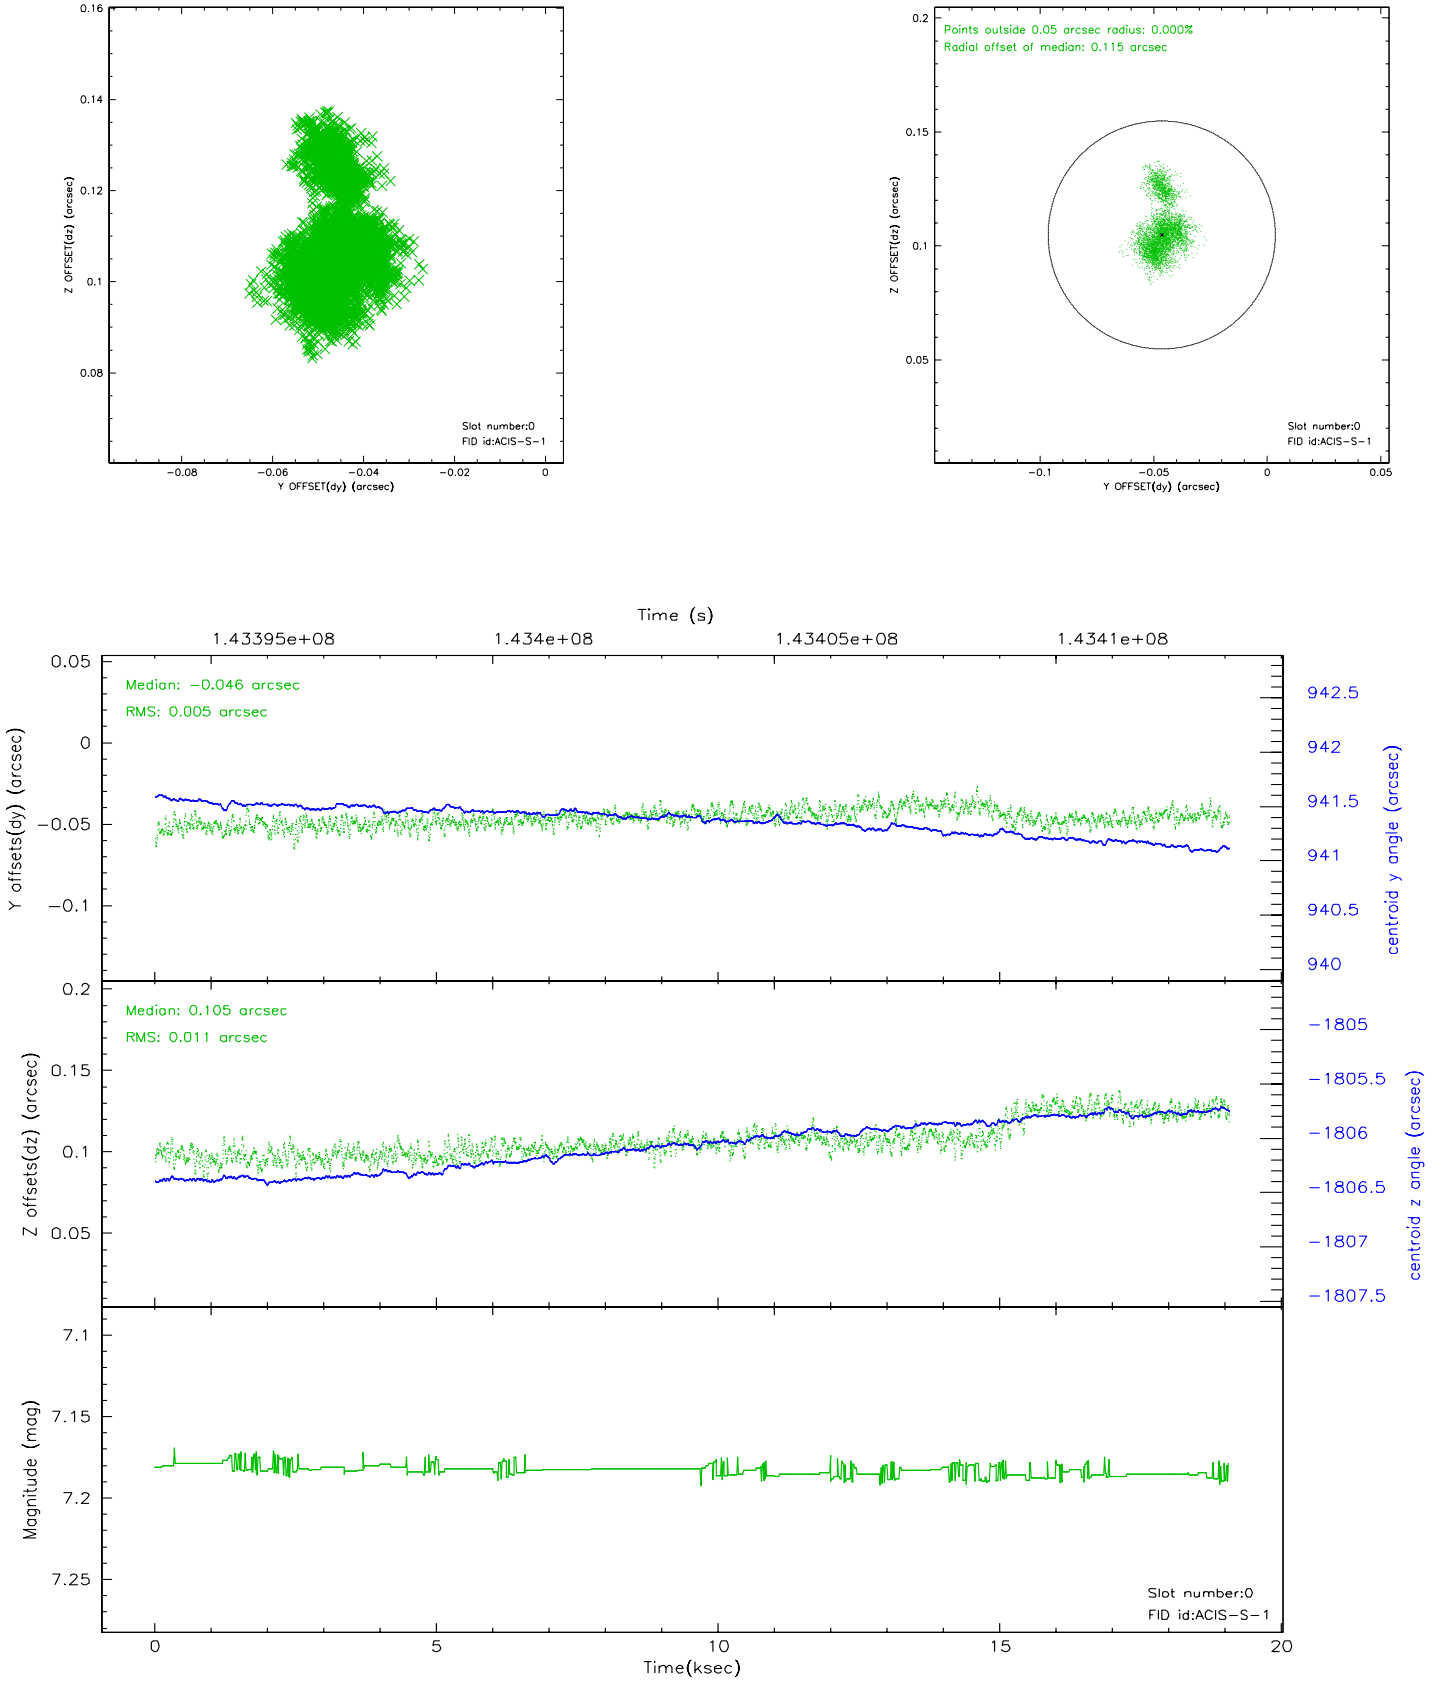 0.16
0.14
0.12
0.1
0.08
Z OFFSET(dz) (arcsec)
Slot number:0
FID id:ACIS-S-1
-0.08 -0.06 -0.04 -0.02 0
Y OFFSET(dy) (arcsec)
Points outside 0.05 arcsec radius: 0.000%
Radial offset of median: 0.115 arcsec
0.2
0.15
0.1
0.05
Z OFFSET(dz) (arcsec)
Slot number:0
FID id:ACIS-S-1
-0.1 -0.05 0 0.05
Y OFFSET(dy) (arcsec)
Time (s)
1.43395e+08 1.434e+08 1.43405e+08 1.4341e+08
Median: -0.046 arcsec
RMS: 0.005 arcsec
0.05
0
-0.05
-0.1
Y offsets(dy) (arcsec)
942.5
942
941.5
941
940.5
940
centroid y angle (arcsec)
Median: 0.105 arcsec
RMS: 0.011 arcsec
0.2
0.15
0.1
0.05
Z offsets(dz) (arcsec)
-1805
-1805.5
-1806
-1806.5
-1807
-1807.5
centroid z angle (arcsec)
7.1
7.15
7.2
7.25
Magnitude (mag)
Slot number:0
FID id:ACIS-S-1
0 5 10 15 20
Time(ksec)